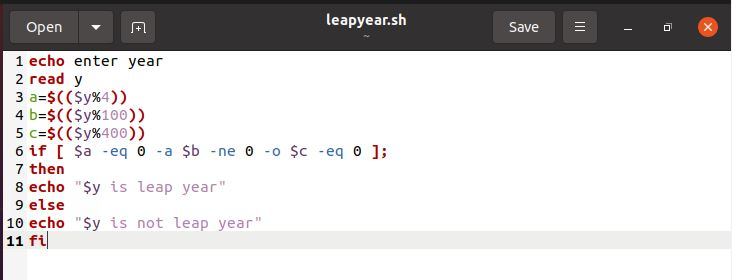 Open leapyear.sh Save
~
1 echo enter year
2 read y
3 a=$(($y%4))
4 b=$(($y%100))
5 c=$(($y%400))
6 if [ $a -eq 0 -a $b -ne 0 -o $c -eq 0 ];
7 then
8 echo "$y is leap year"
9 else
10 echo "$y is not leap year"
11 fi